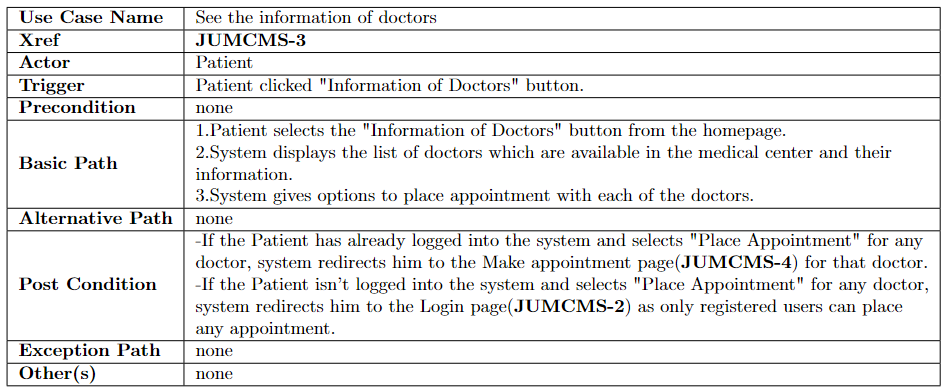 Use Case Name See the information of doctors
Xref JUMCMS-3
Actor Patient
Trigger Patient clicked "Information of Doctors" button.
Precondition none
Basic Path
1.Patient selects the "Information of Doctors" button from the homepage.
2.System displays the list of doctors which are available in the medical center and their
information.
3.System gives options to place appointment with each of the doctors.
Alternative Path none
Post Condition
-If the Patient has already logged into the system and selects "Place Appointment" for any
doctor, system redirects him to the Make appointment page(JUMCMS-4) for that doctor.
-If the Patient isn't logged into the system and selects "Place Appointment" for any doctor,
system redirects him to the Login page(JUMCMS-2) as only registered users can place
any appointment.
Exception Path none
Other(s) none